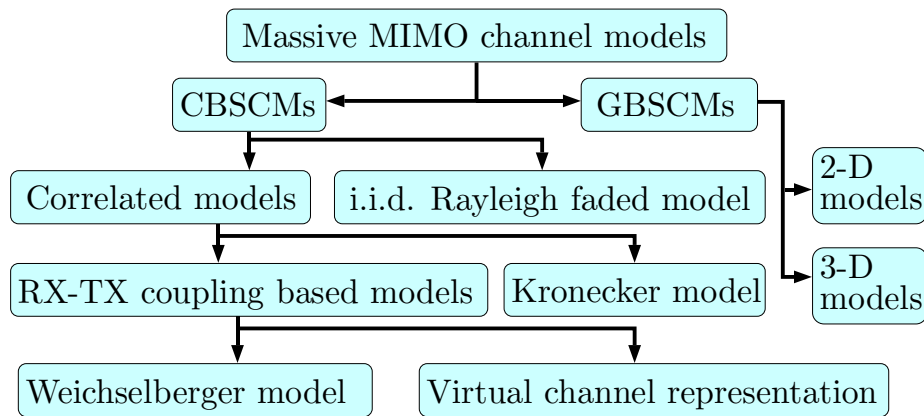 Massive MIMO channel models
CBSCMs
GBSCMs
Correlated models
i.i.d. Rayleigh faded model
2-D
models
RX-TX coupling based models
Kronecker model
3-D
models
Weichselberger model
Virtual channel representation